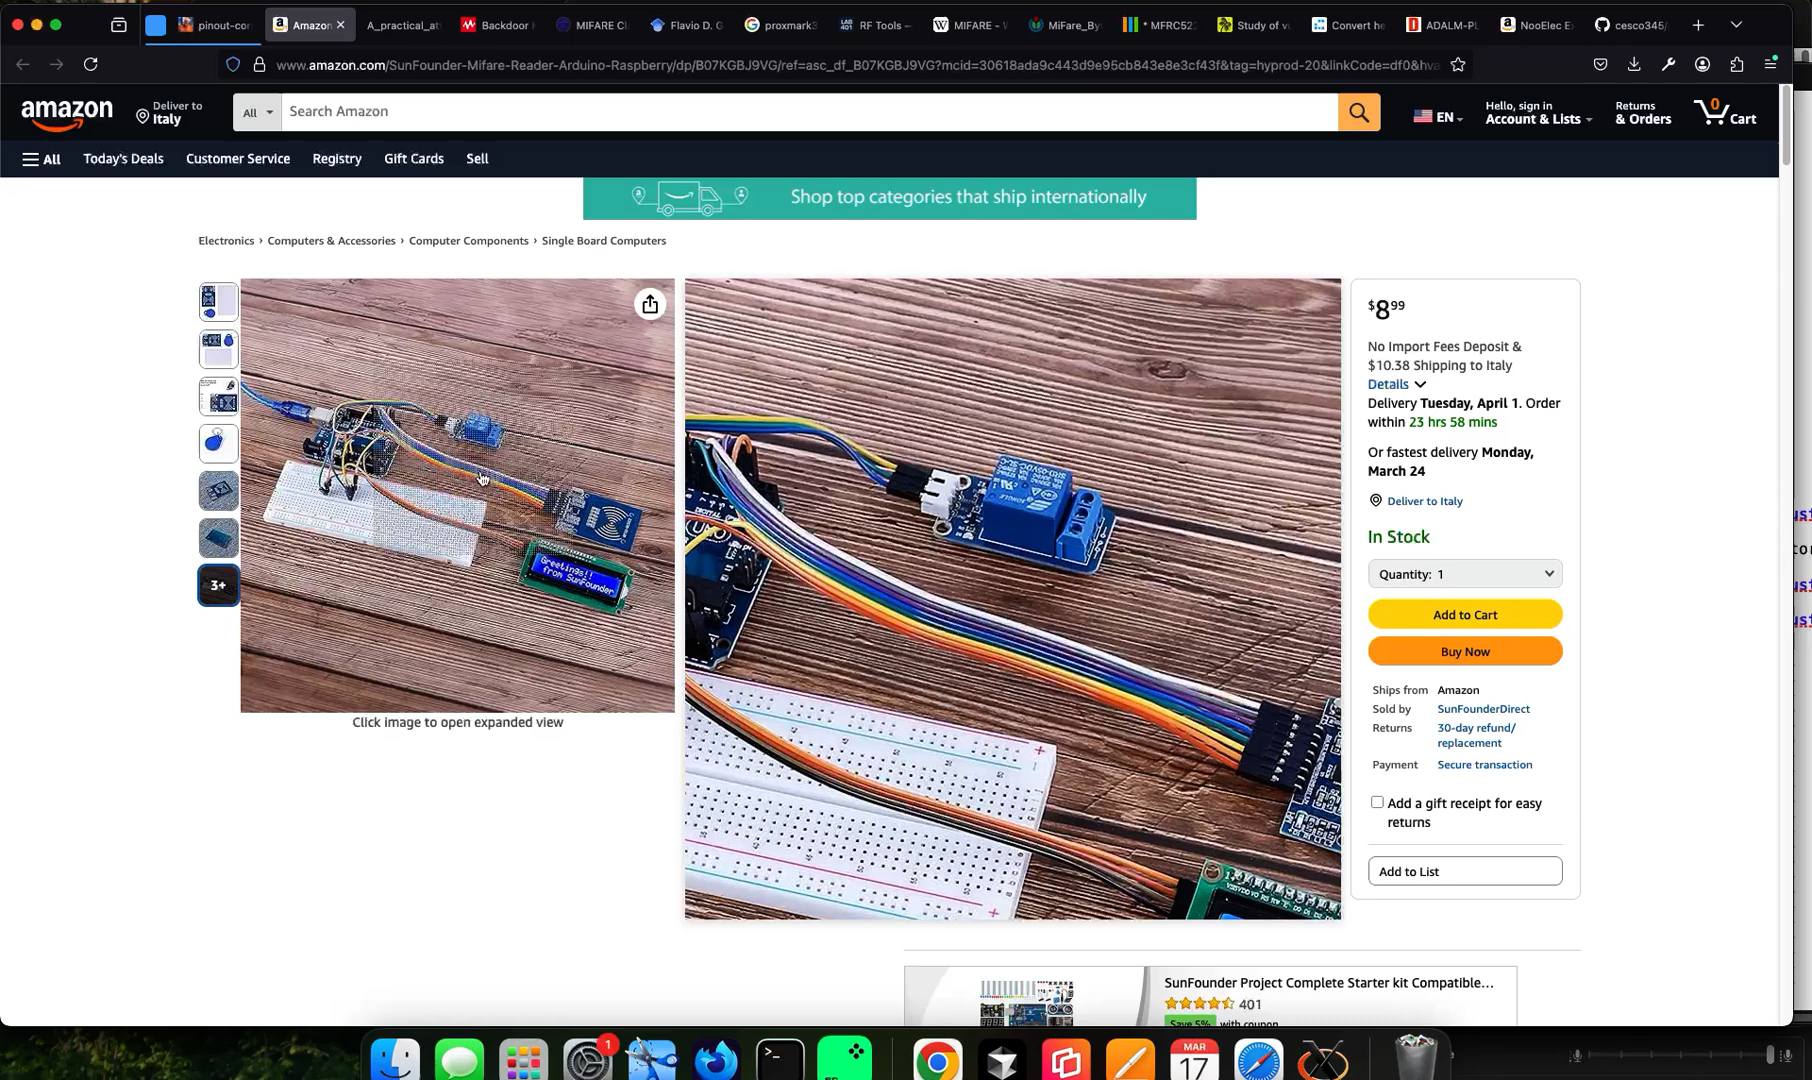 pinout-con
Amazon
A_practical_at
Backdoor
MIFARE Cl
Flavio D. G
proxmark3
RF Tools –
MIFARE - W
MiFare_By
* MFRC52
Study of vu
Convert he
ADALM-PL
NooElec Ex
cesco345/
www.amazon.com/SunFounder-Mifare-Reader-Arduino-Raspberry/dp/B07KGBJ9VG/ref=asc_df_B07KGBJ9VG?mcid=30618ada9c443d9e95cb843e8e3cf43f&tag=hyprod-20&linkCode=df0&hva
amazon
Deliver to
Italy
All
Search Amazon
EN
Hello, sign in
Account & Lists
Returns
& Orders
0
Cart
All
Today's Deals
Customer Service
Registry
Gift Cards
Sell
Shop top categories that ship internationally
Electronics › Computers & Accessories › Computer Components › Single Board Computers
3+
Greetings!!
from SunFounder
Click image to open expanded view
$8.99
No Import Fees Deposit &
$10.38 Shipping to Italy
Details
Delivery Tuesday, April 1. Order
within 23 hrs 58 mins
Or fastest delivery Monday,
March 24
Deliver to Italy
In Stock
Quantity: 1
Add to Cart
Buy Now
Ships from Amazon
Sold by SunFounderDirect
Returns 30-day refund/
replacement
Payment Secure transaction
Add a gift receipt for easy
returns
Add to List
SunFounder Project Complete Starter kit Compatible...
401
Save 5% with coupon
1
MAR
17